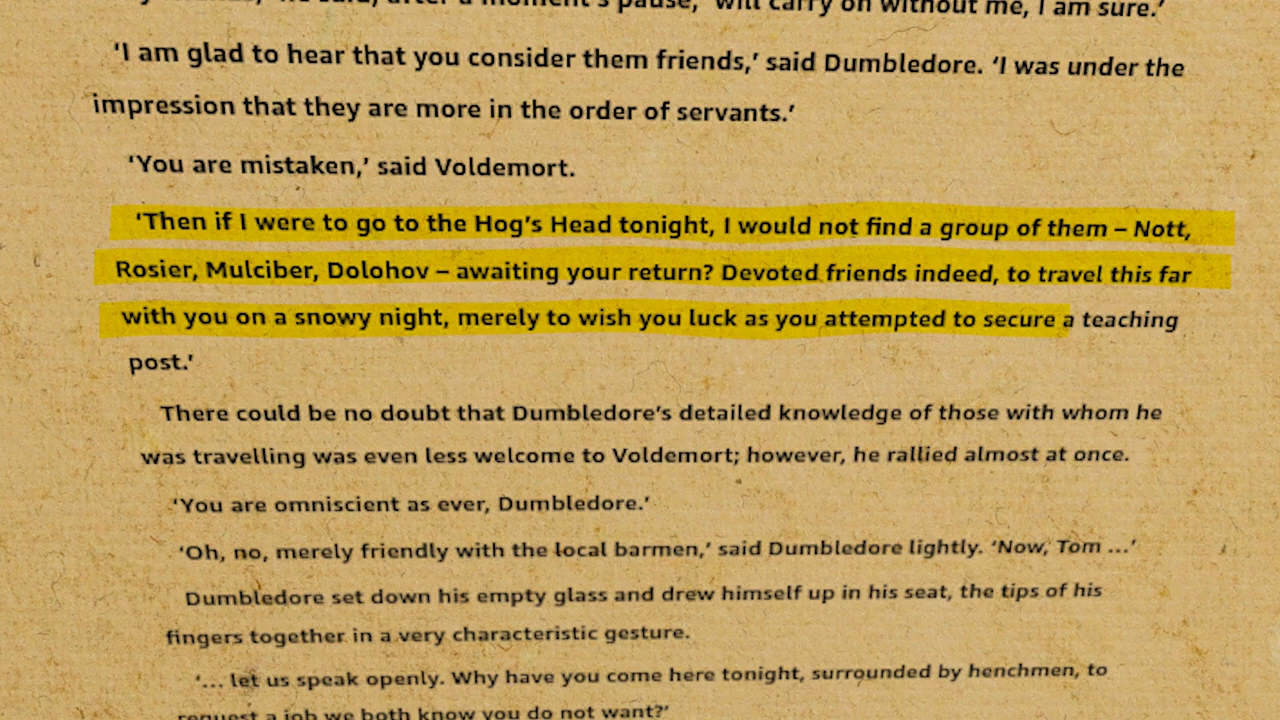 he said, after a moment's pause, 'will carry on without me, I am sure.'
'I am glad to hear that you consider them friends,' said Dumbledore. 'I was under the
impression that they are more in the order of servants.'
'You are mistaken,' said Voldemort.
'Then if I were to go to the Hog's Head tonight, I would not find a group of them – Nott,
Rosier, Mulciber, Dolohov – awaiting your return? Devoted friends indeed, to travel this far
with you on a snowy night, merely to wish you luck as you attempted to secure a teaching
post.'
There could be no doubt that Dumbledore's detailed knowledge of those with whom he
was travelling was even less welcome to Voldemort; however, he rallied almost at once.
'You are omniscient as ever, Dumbledore.'
'Oh, no, merely friendly with the local barmen,' said Dumbledore lightly. 'Now, Tom ...'
Dumbledore set down his empty glass and drew himself up in his seat, the tips of his
fingers together in a very characteristic gesture.
'... let us speak openly. Why have you come here tonight, surrounded by henchmen, to
request a job we both know you do not want?'